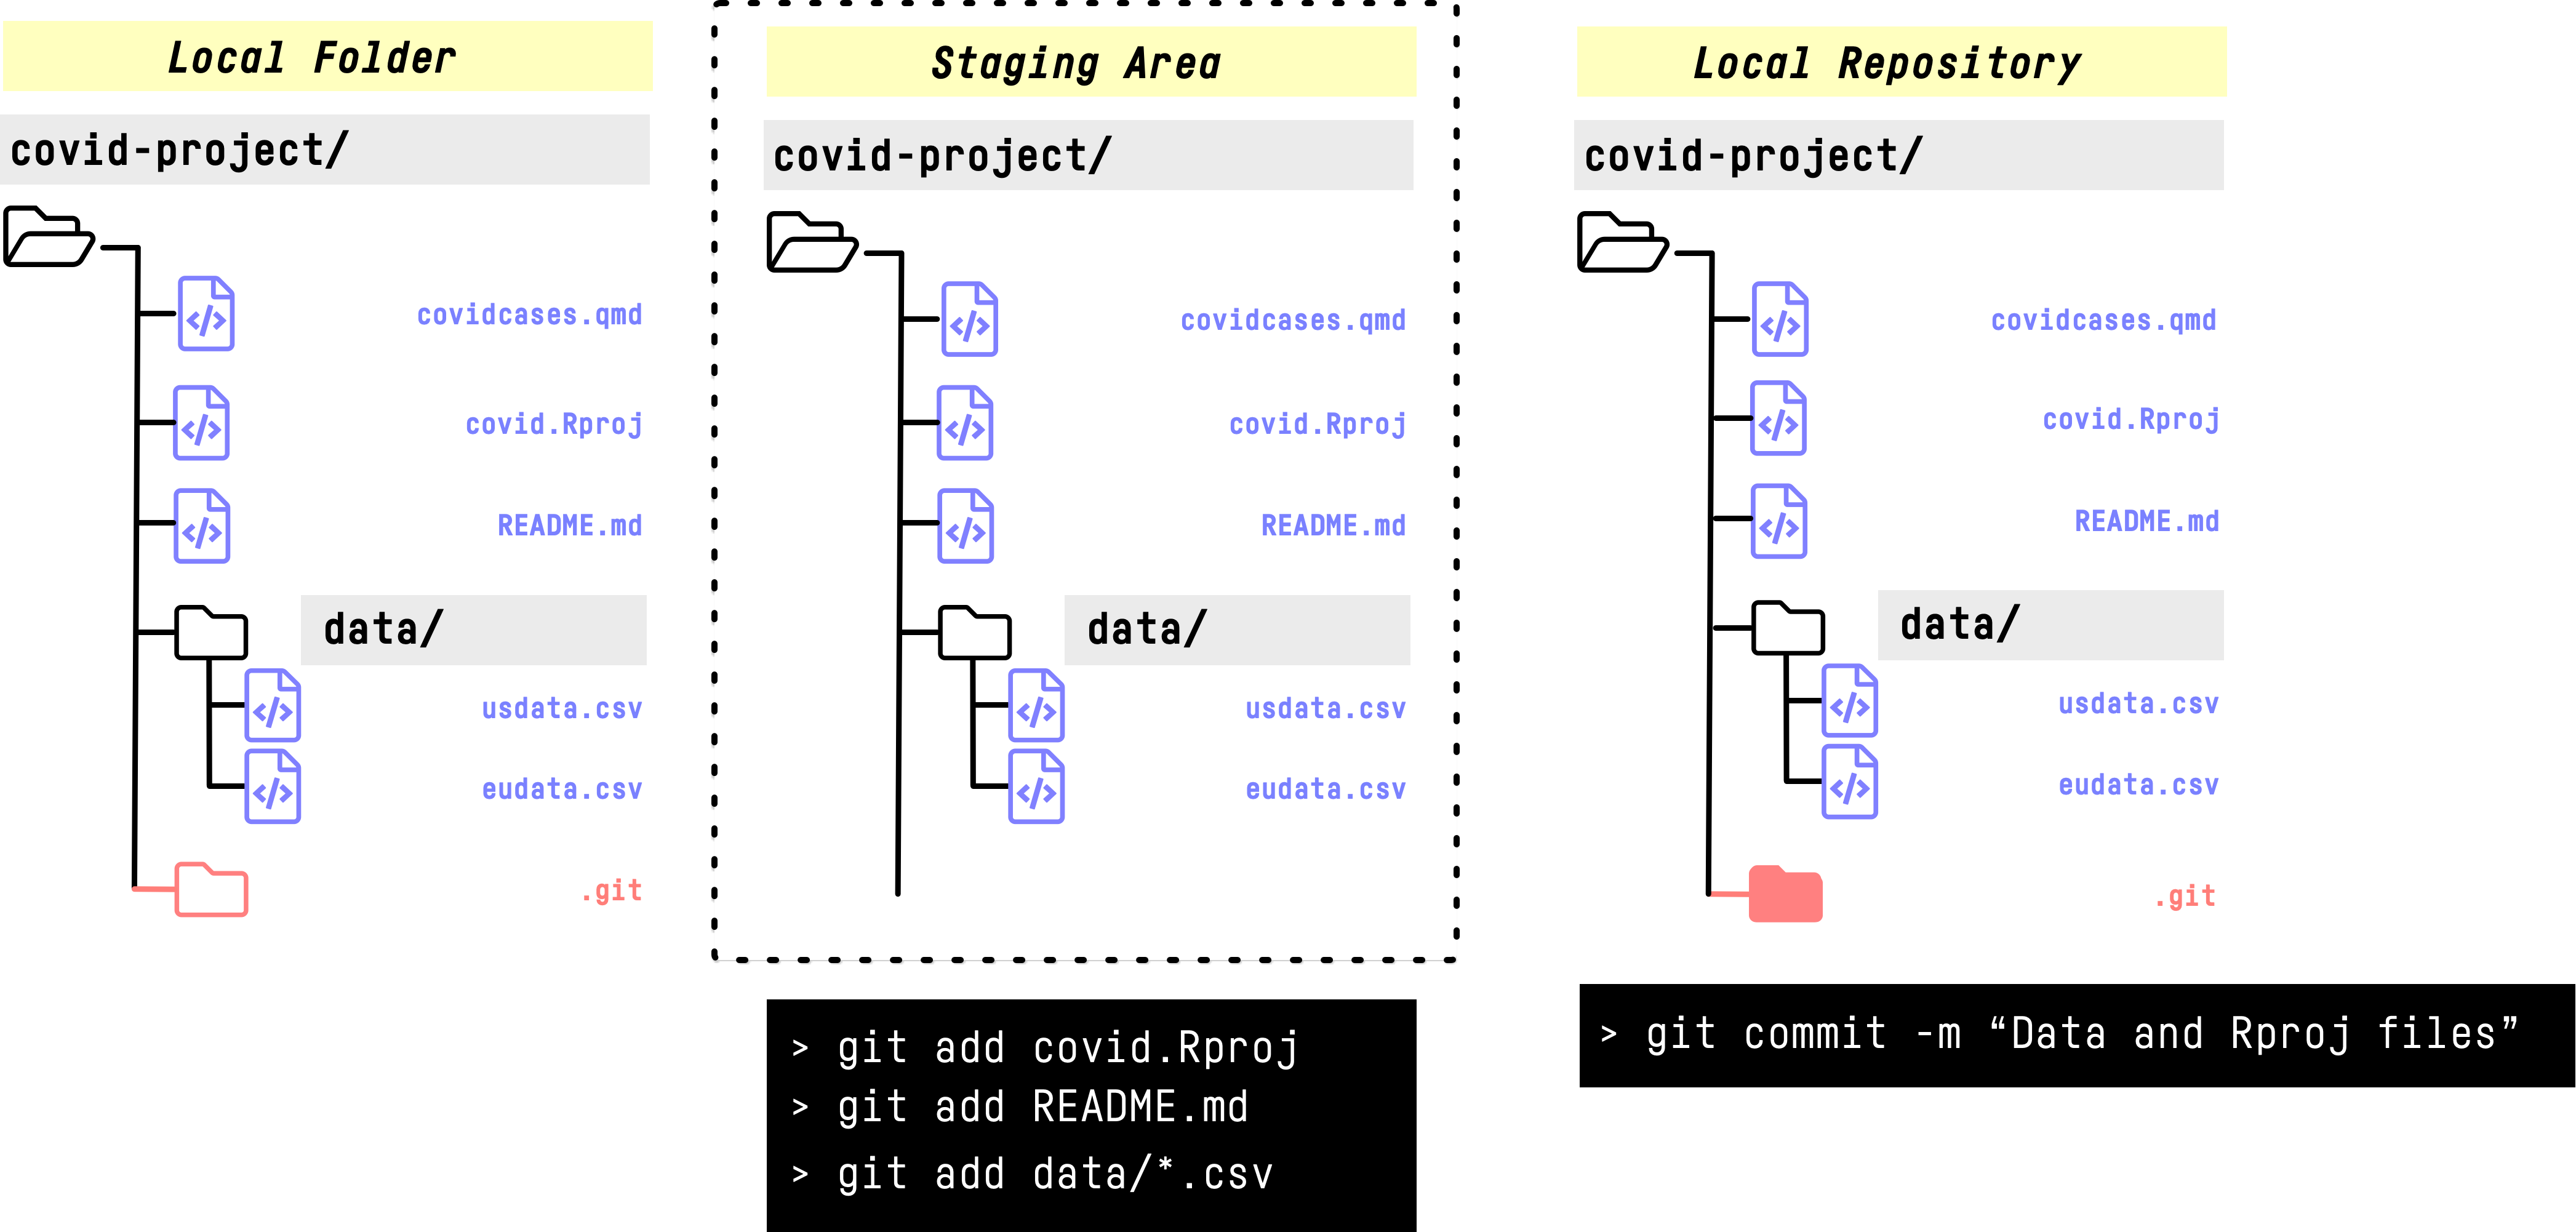 Local Folder
covid-project/
covidcases.qmd
covid.Rproj
README.md
data/
usdata.csv
eudata.csv
.git
Staging Area
covid-project/
covidcases.qmd
covid.Rproj
README.md
data/
usdata.csv
eudata.csv
> git add covid.Rproj
> git add README.md
> git add data/*.csv
Local Repository
covid-project/
covidcases.qmd
covid.Rproj
README.md
data/
usdata.csv
eudata.csv
.git
> git commit -m “Data and Rproj files”